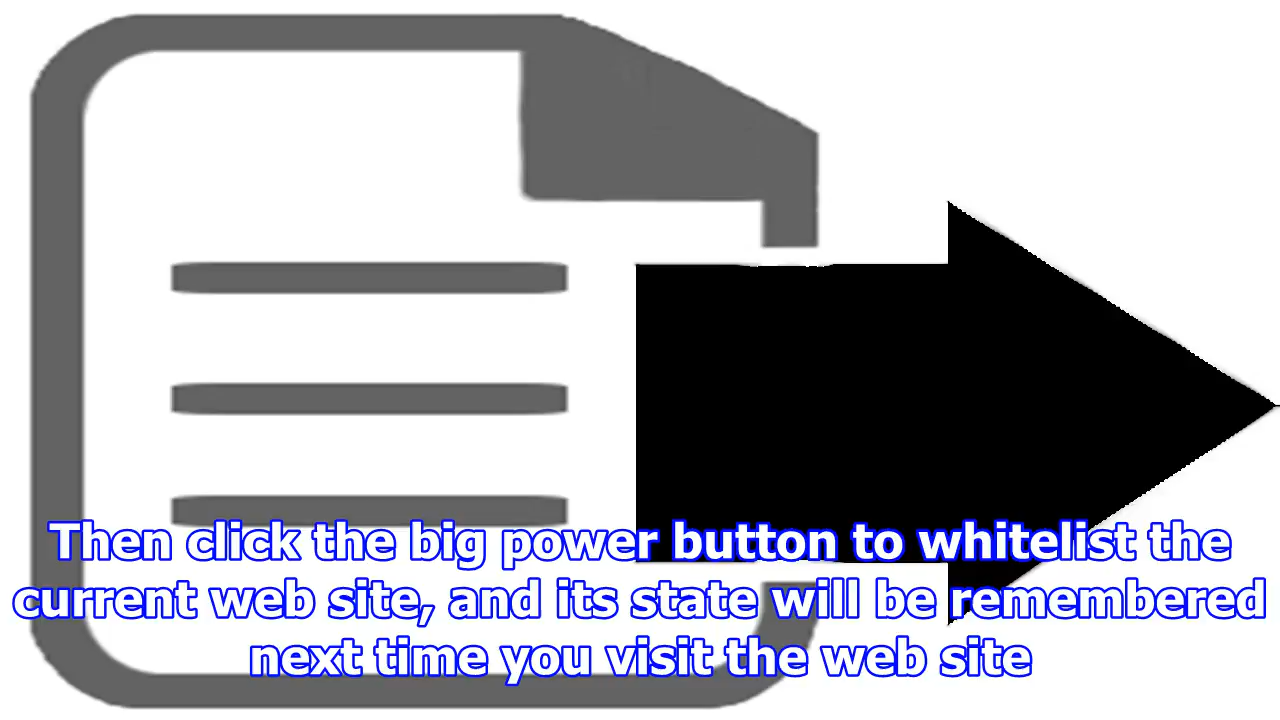 Then click the big power button to whitelist the
current web site, and its state will be remembered
next time you visit the web site